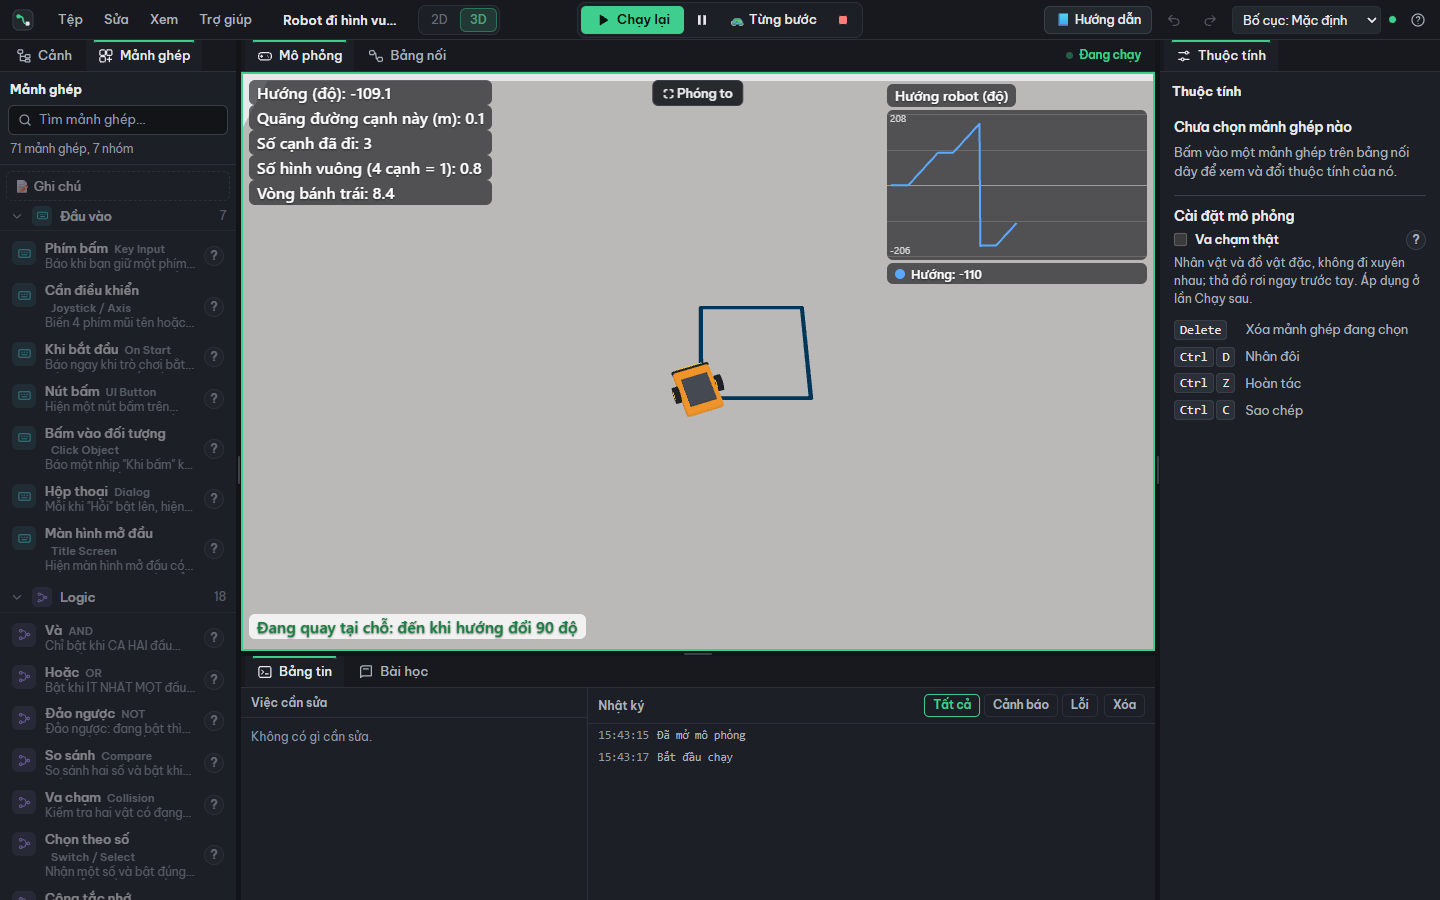 Tệp Sửa Xem Trợ giúp Robot đi hình vu... 2D 3D Chạy lại Từng bước Hướng dẫn Bố cục: Mặc định
Cảnh Mảnh ghép
Mảnh ghép
Tìm mảnh ghép...
71 mảnh ghép, 7 nhóm
Ghi chú
Đầu vào 7
Phím bấm Key Input
Báo khi bạn giữ một phím...
Cần điều khiển
Joystick / Axis
Biến 4 phím mũi tên hoặc...
Khi bắt đầu On Start
Báo ngay khi trò chơi bắt...
Nút bấm UI Button
Hiện một nút bấm trên...
Bấm vào đối tượng
Click Object
Báo một nhịp "Khi bấm" k...
Hộp thoại Dialog
Mỗi khi "Hỏi" bật lên, hiện...
Màn hình mở đầu
Title Screen
Hiện màn hình mở đầu có...
Logic 18
Và AND
Chỉ bật khi CẢ HAI đầu...
Hoặc OR
Bật khi ÍT NHẤT MỘT đầu...
Đảo ngược NOT
Đảo ngược: đang bật thì...
So sánh Compare
So sánh hai số và bật khi...
Va chạm Collision
Kiểm tra hai vật có đang...
Chọn theo số
Switch / Select
Nhận một số và bật đúng...
Công tắc nhớ
Mô phỏng Bảng nối Đang chạy
Hướng (độ): -109.1
Quãng đường cạnh này (m): 0.1
Số cạnh đã đi: 3
Số hình vuông (4 cạnh = 1): 0.8
Vòng bánh trái: 8.4
Phóng to
Hướng robot (độ)
208
-206
Hướng: -110
Đang quay tại chỗ: đến khi hướng đổi 90 độ
Bảng tin Bài học
Việc cần sửa
Không có gì cần sửa.
Nhật ký Tất cả Cảnh báo Lỗi Xóa
15:43:15 Đã mở mô phỏng
15:43:17 Bắt đầu chạy
Thuộc tính
Thuộc tính
Chưa chọn mảnh ghép nào
Bấm vào một mảnh ghép trên bảng nối
dây để xem và đổi thuộc tính của nó.
Cài đặt mô phỏng
Va chạm thật ?
Nhân vật và đồ vật đặc, không đi xuyên
nhau; thả đồ rơi ngay trước tay. Áp dụng ở
lần Chạy sau.
Delete Xóa mảnh ghép đang chọn
Ctrl D Nhân đôi
Ctrl Z Hoàn tác
Ctrl C Sao chép